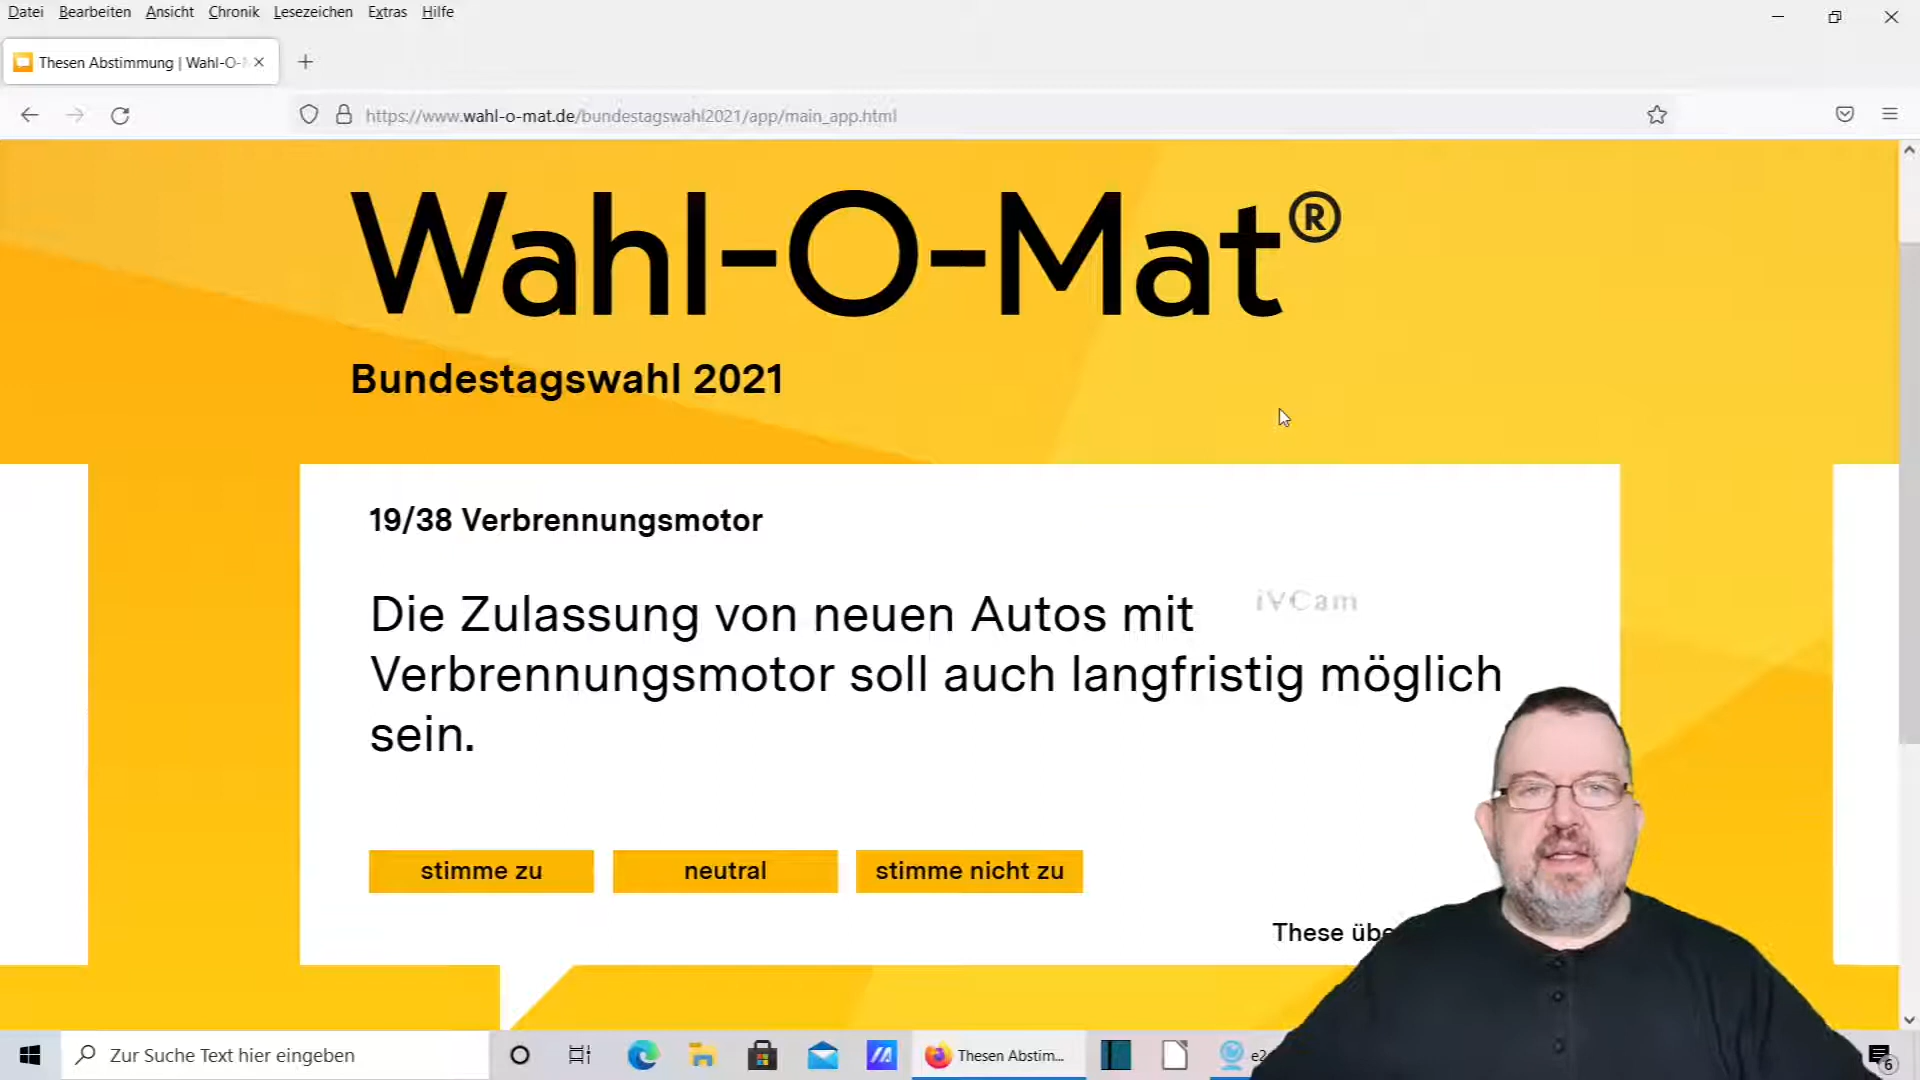 Datei Bearbeiten Ansicht Chronik Lesezeichen Extras Hilfe
Thesen Abstimmung | Wahl-O-
https://www.wahl-o-mat.de/bundestagswahl2021/app/main_app.html
Wahl-O-Mat®
Bundestagswahl 2021
19/38 Verbrennungsmotor
iVCam
Die Zulassung von neuen Autos mit
Verbrennungsmotor soll auch langfristig möglich
sein.
stimme zu neutral stimme nicht zu
These
Zur Suche Text hier eingeben
Thesen Abstim...
6